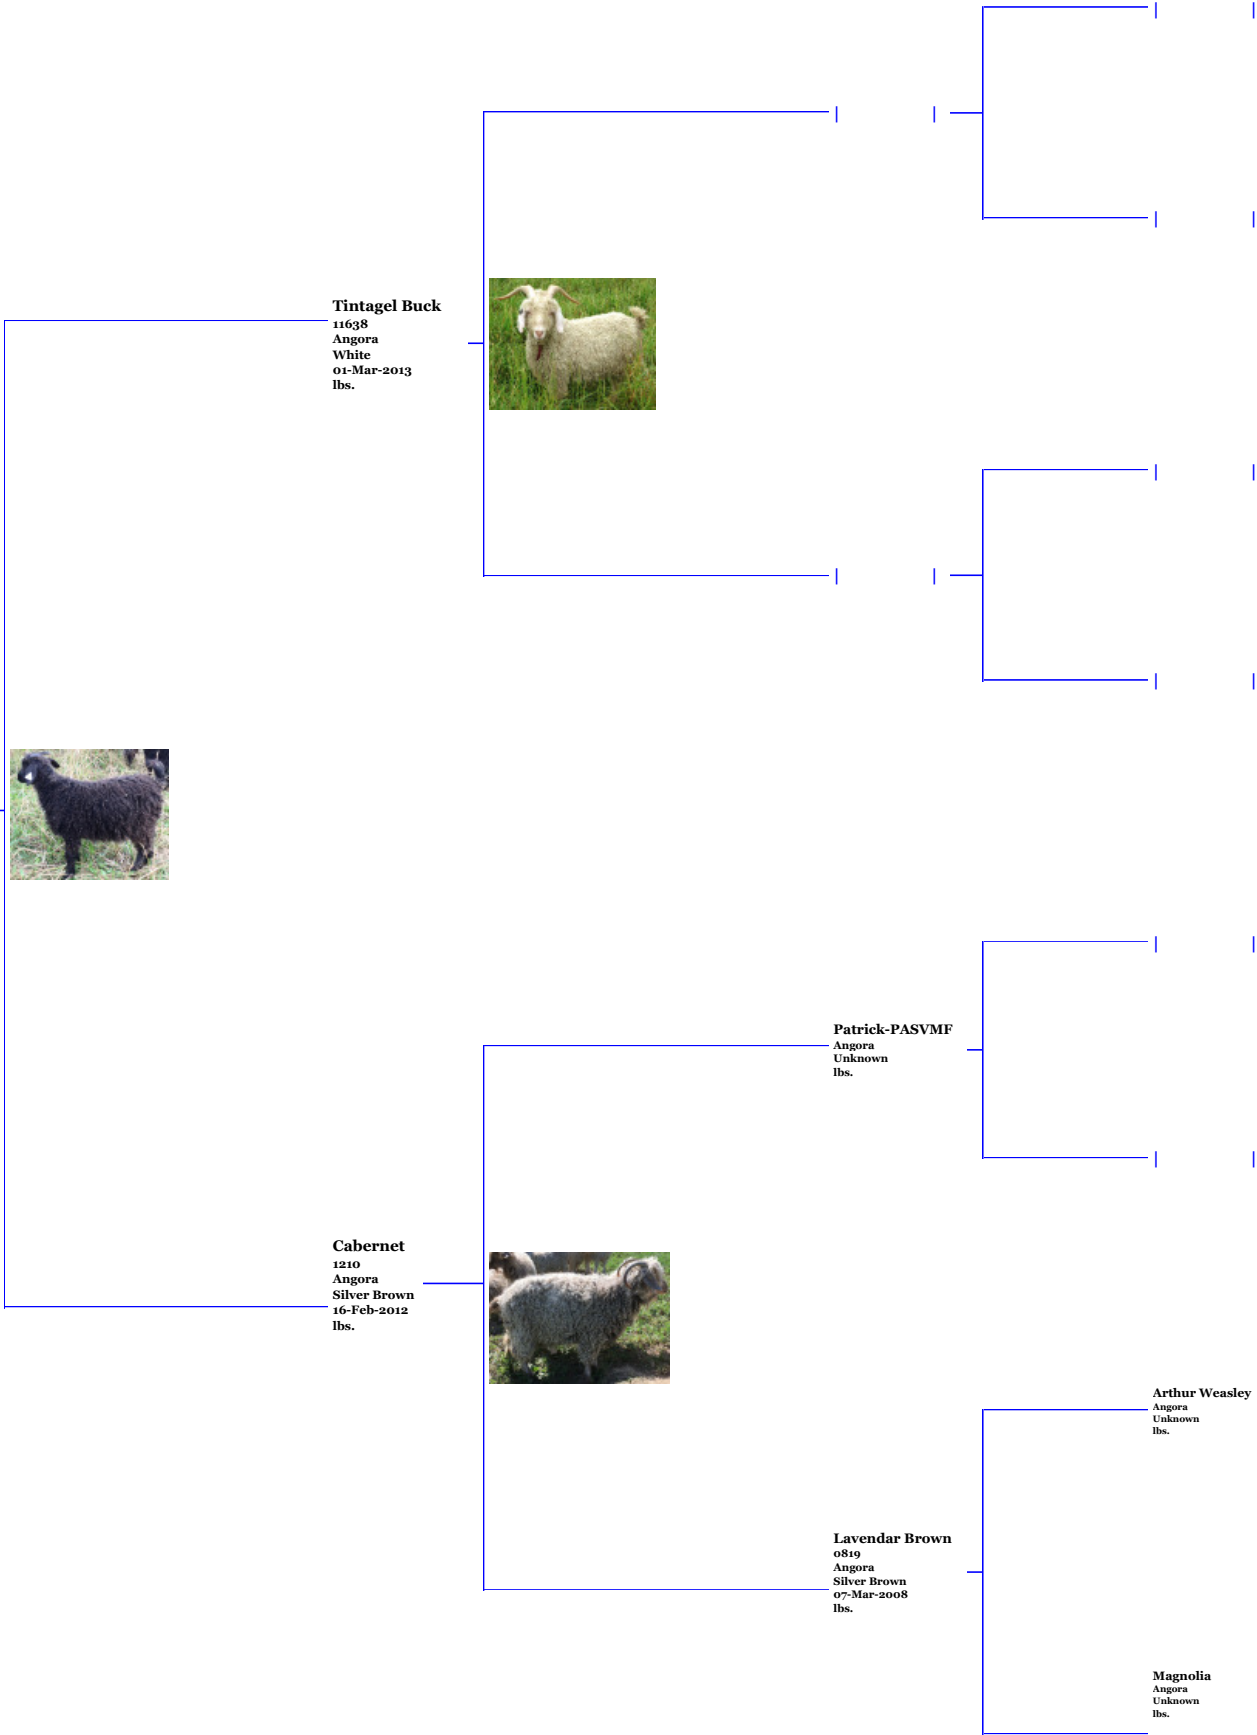 Tintagel Buck
11638
Angora
White
01-Mar-2013
lbs.
Patrick-PASVMF
Angora
Unknown
lbs.
Cabernet
1210
Angora
Silver Brown
16-Feb-2012
lbs.
Arthur Weasley
Angora
Unknown
lbs.
Lavendar Brown
0819
Angora
Silver Brown
07-Mar-2008
lbs.
Magnolia
Angora
Unknown
lbs.